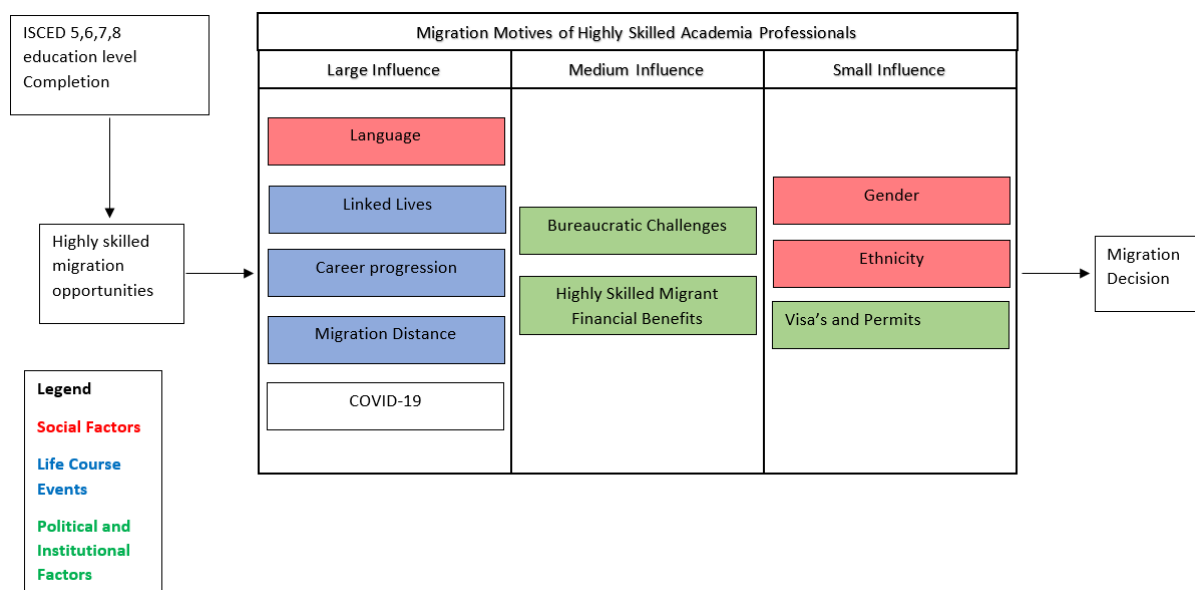 ISCED 5,6,7,8
education level
Completion
Highly skilled
migration
opportunities
Migration Motives of Highly Skilled Academia Professionals
Large Influence
Medium Influence
Small Influence
Language
Linked Lives
Career progression
Migration Distance
COVID-19
Bureaucratic Challenges
Highly Skilled Migrant
Financial Benefits
Gender
Ethnicity
Visa's and Permits
Migration
Decision
Legend
Social Factors
Life Course
Events
Political and
Institutional
Factors